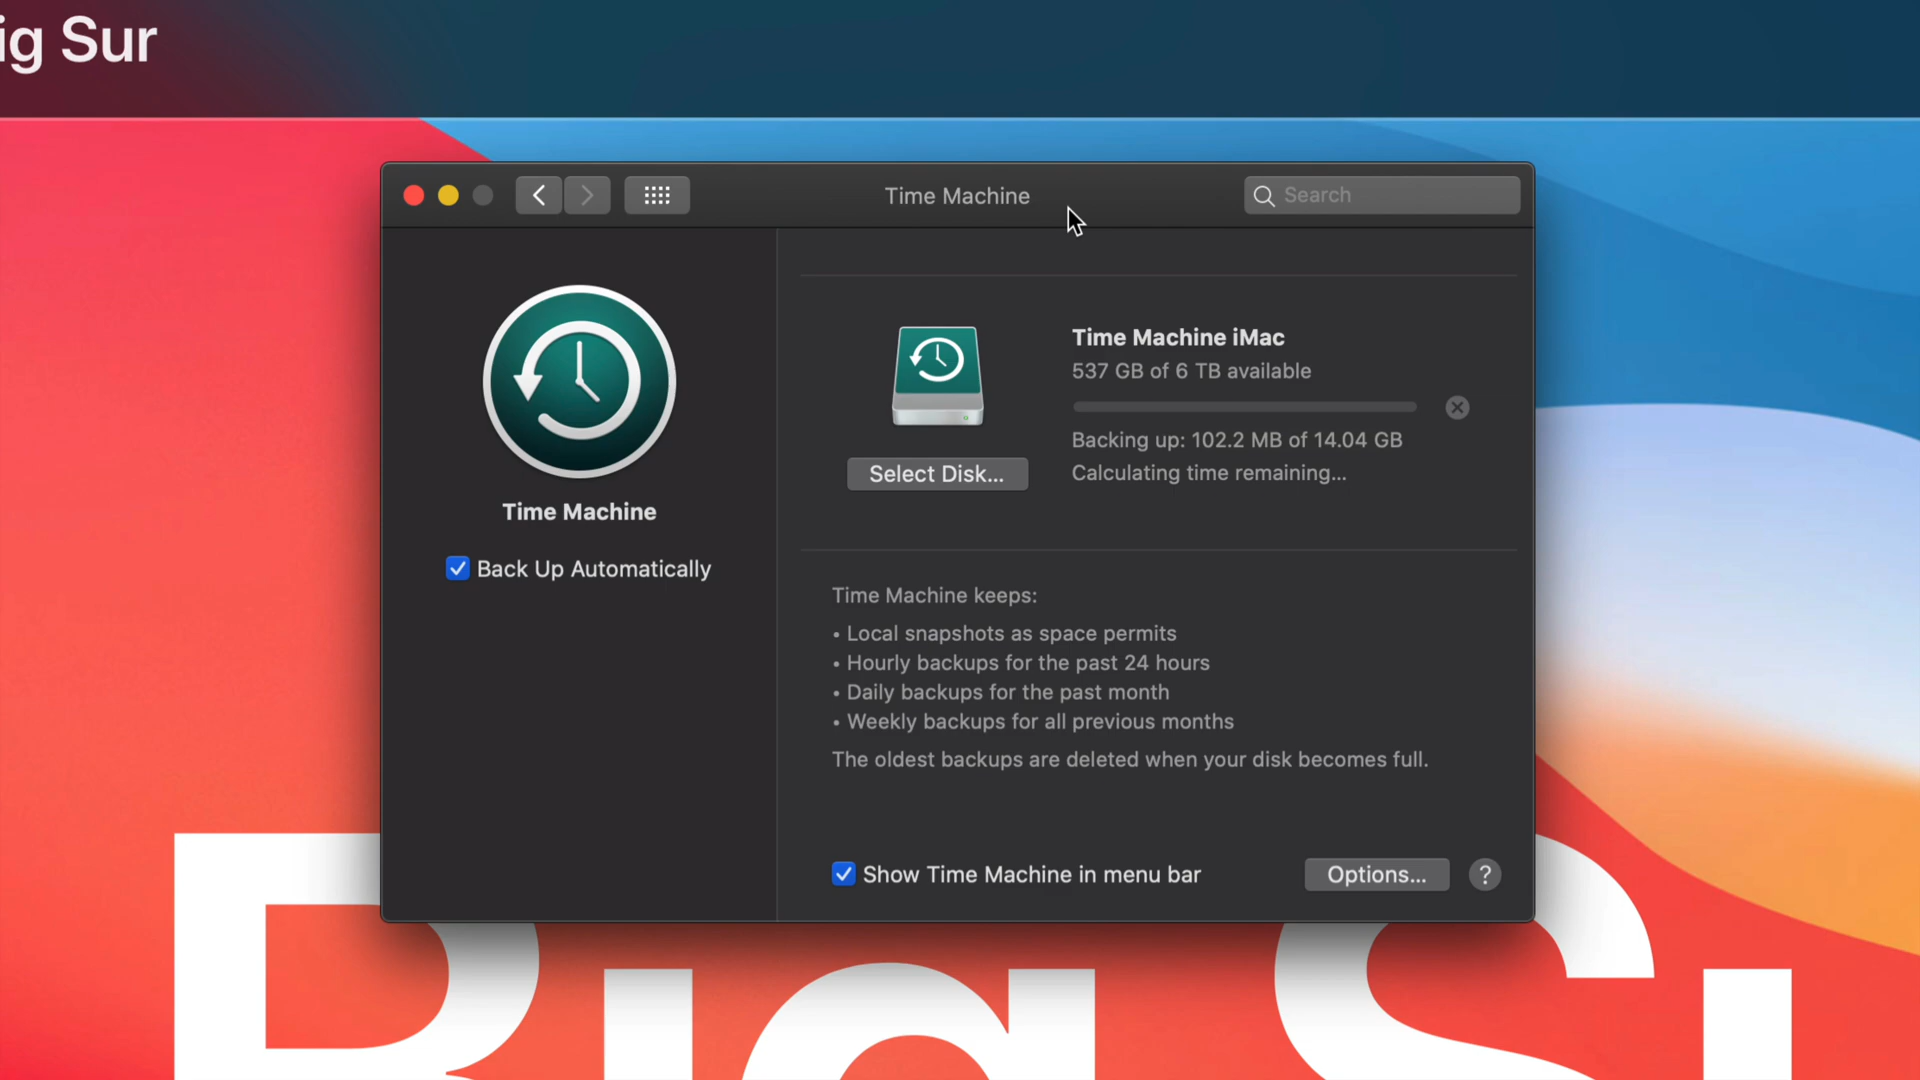 ig Sur
Time Machine
Search
Time Machine iMac
537 GB of 6 TB available
Backing up: 102.2 MB of 14.04 GB
Calculating time remaining...
Select Disk...
Time Machine
Back Up Automatically
Time Machine keeps:
• Local snapshots as space permits
• Hourly backups for the past 24 hours
• Daily backups for the past month
• Weekly backups for all previous months
The oldest backups are deleted when your disk becomes full.
Show Time Machine in menu bar
Options...
?
Big Su